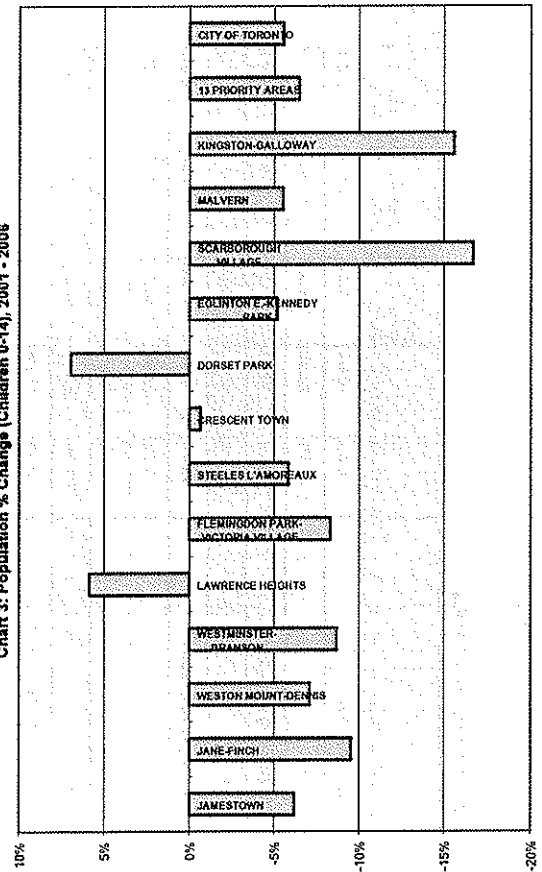 Chart 3: Population % Change (Children 0-14), 2001 - 2006
10%
5%
0%
-5%
-10%
-15%
-20%
JAMESTOWN
JANE-FINCH
WESTON MOUNT-DENNIS
WESTMINSTER-
BRANSON
LAWRENCE HEIGHTS
FLEMINGDON PARK-
VICTORIA VILLAGE
STEELES L'AMOREAUX
CRESCENT TOWN
DORSET PARK
EGLINTON E.-KENNEDY
PARK
SCARBOROUGH
VILLAGE
MALVERN
KINGSTON-GALLOWAY
13 PRIORITY AREAS
CITY OF TORONTO